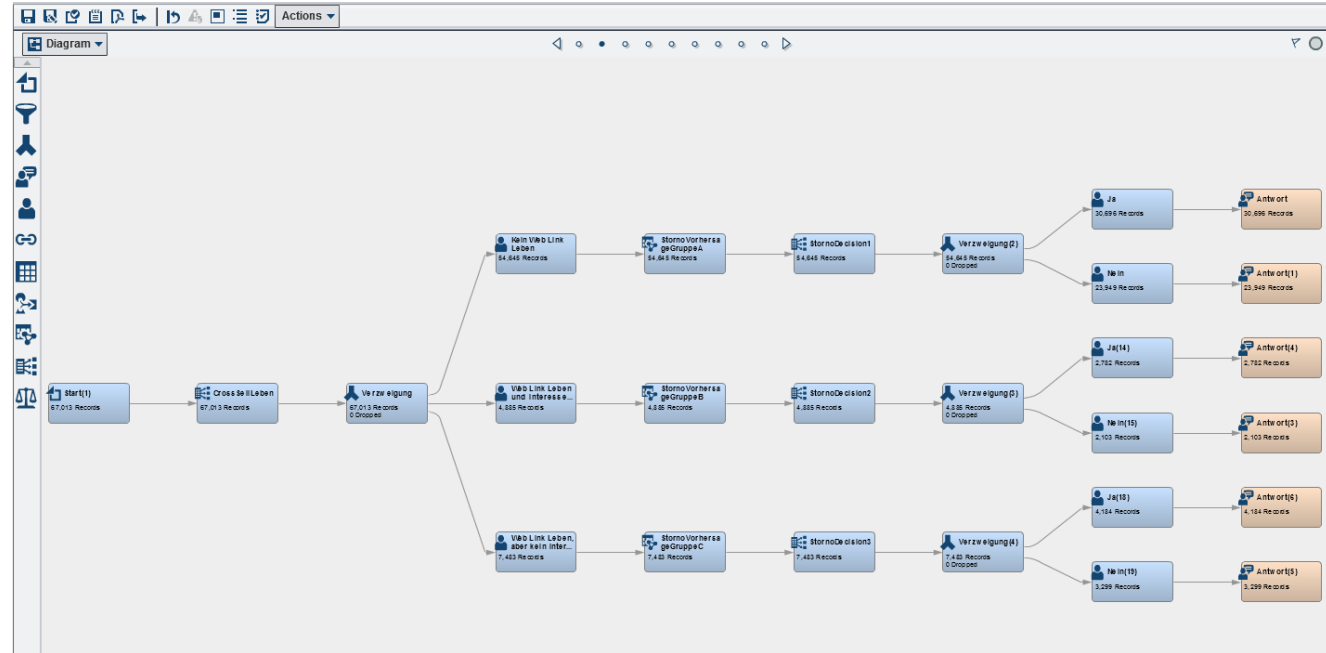 Actions
Diagram
Start(1)
67,013 Records
CrossSellLeben
67,013 Records
Verzweigung
67,013 Records
0 Dropped
Kein Web Link
Leben
54,645 Records
StornoVorhersa
geGruppeA
54,645 Records
StornoDecision1
54,645 Records
Verzweigung(2)
54,645 Records
0 Dropped
Ja
30,696 Records
Antwort
30,696 Records
Nein
23,949 Records
Antwort(1)
23,949 Records
Web Link Leben
und Interesse...
4,885 Records
StornoVorhersa
geGruppeB
4,885 Records
StornoDecision2
4,885 Records
Verzweigung(3)
4,885 Records
0 Dropped
Ja(14)
2,782 Records
Antwort(4)
2,782 Records
Nein(15)
2,103 Records
Antwort(3)
2,103 Records
Web Link Leben,
aber kein Inter...
7,483 Records
StornoVorhersa
geGruppeC
7,483 Records
StornoDecision3
7,483 Records
Verzweigung(4)
7,483 Records
0 Dropped
Ja(18)
4,184 Records
Antwort(6)
4,184 Records
Nein(19)
3,299 Records
Antwort(5)
3,299 Records